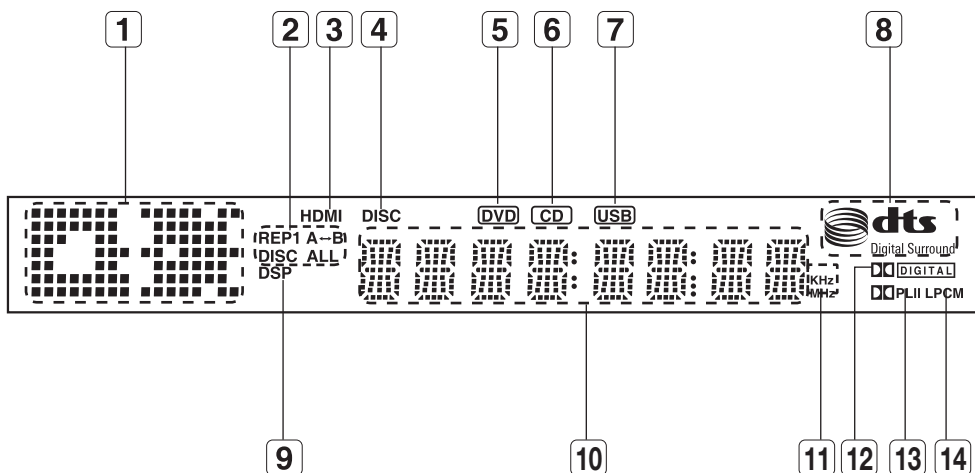 1 2 3 4 5 6 7 8
HDMI DISC DVD CD USB
REP1 A↔B
DISC ALL
DSP
dts
Digital Surround
KHz
MHz
DIGITAL
PLII LPCM
9 10 11 12 13 14